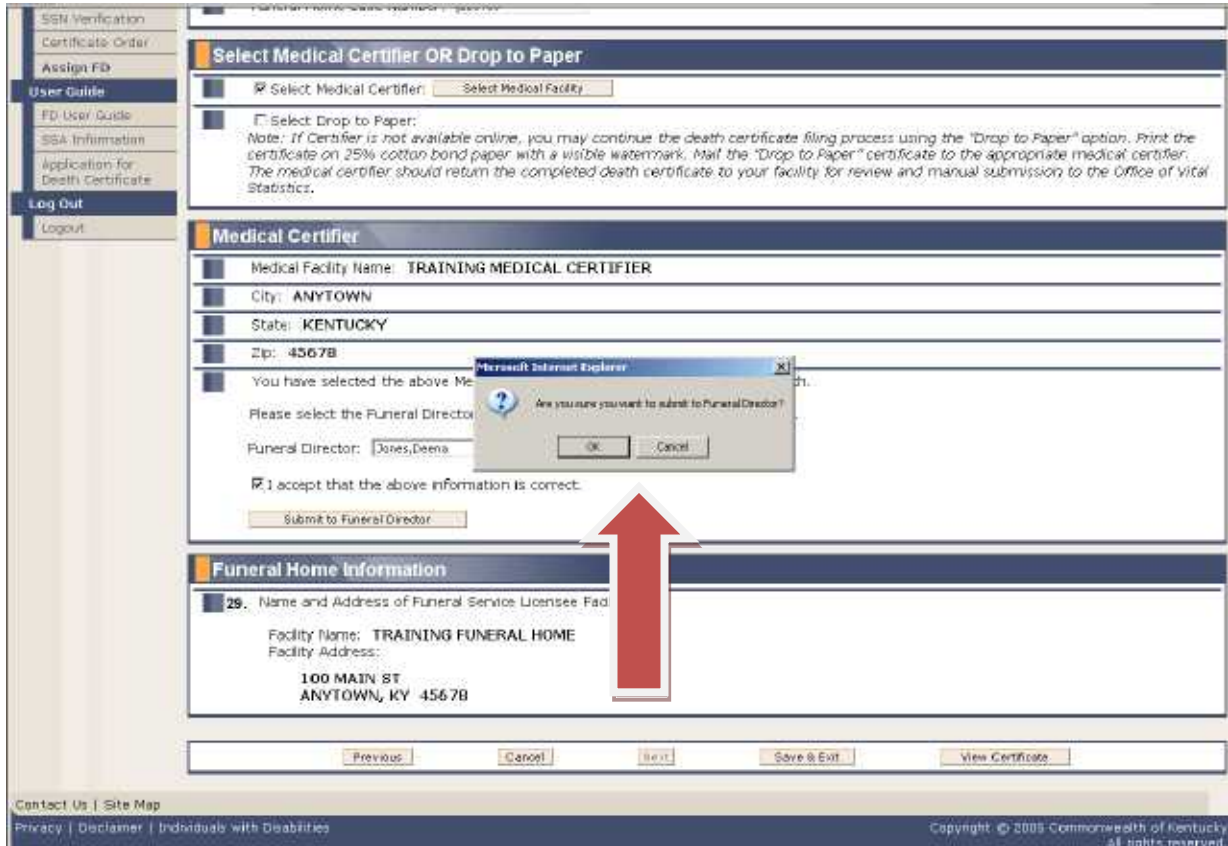 SSN Verification
Certificate Order
Assign FD
User Guide
FD User Guide
SSA Information
Application for
Death Certificate
Log Out
Logout
Select Medical Certifier OR Drop to Paper
Select Medical Certifier: Select Medical Facility
Select Drop to Paper:
Note: If Certifier is not available online, you may continue the death certificate filing process using the "Drop to Paper" option. Print the
certificate on 25% cotton bond paper with a visible watermark. Mail the "Drop to Paper" certificate to the appropriate medical certifier.
The medical certifier should return the completed death certificate to your facility for review and manual submission to the Office of Vital
Statistics.
Medical Certifier
Medical Facility Name: TRAINING MEDICAL CERTIFIER
City: ANYTOWN
State: KENTUCKY
Zip: 45678
You have selected the above Me
Please select the Funeral Director
Funeral Director: Jones,Deena
I accept that the above information is correct.
Submit to Funeral Director
Microsoft Internet Explorer
Are you sure you want to submit to Funeral Director?
OK Cancel
Funeral Home Information
29. Name and Address of Funeral Service Licensee
Facility Name: TRAINING FUNERAL HOME
Facility Address:
100 MAIN ST
ANYTOWN, KY 45678
Previous Cancel Next Save & Exit View Certificate
Contact Us | Site Map
Privacy | Disclaimer | Individuals with Disabilities
Copyright © 2005 Commonwealth of Kentucky
All rights reserved.